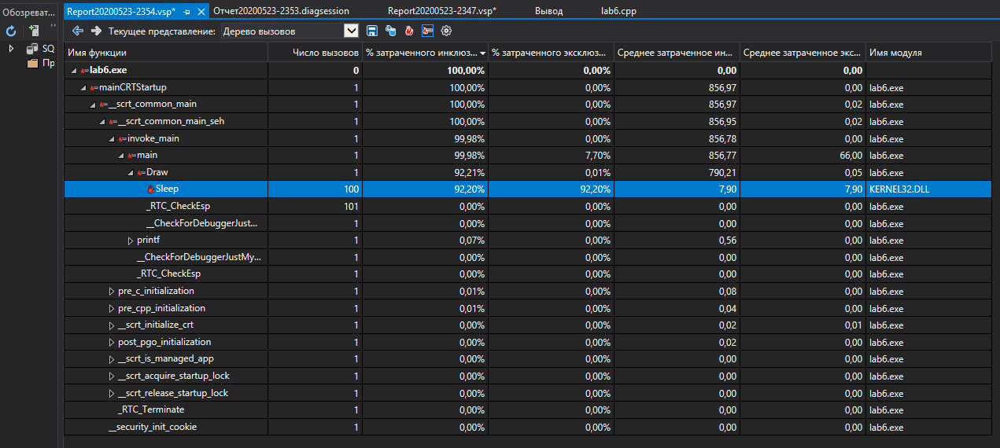 Обозреват... Report20200523-2354.vsp* Отчет20200523-2353.diagsession Report20200523-2347.vsp* Вывод lab6.cpp
Текущее представление: Дерево вызовов
SQ
Пр
Имя функции Число вызовов % затраченного инклюз... % затраченного эксклюз... Среднее затраченное ин... Среднее затраченное экс... Имя модуля
lab6.exe 0 100,00% 0,00% 0,00 0,00
mainCRTStartup 1 100,00% 0,00% 856,97 0,00 lab6.exe
__scrt_common_main 1 100,00% 0,00% 856,97 0,02 lab6.exe
__scrt_common_main_seh 1 100,00% 0,00% 856,95 0,02 lab6.exe
invoke_main 1 99,98% 0,00% 856,78 0,00 lab6.exe
main 1 99,98% 7,70% 856,77 66,00 lab6.exe
Draw 1 92,21% 0,01% 790,21 0,05 lab6.exe
Sleep 100 92,20% 92,20% 7,90 7,90 KERNEL32.DLL
_RTC_CheckEsp 101 0,00% 0,00% 0,00 0,00 lab6.exe
__CheckForDebuggerJust... 1 0,00% 0,00% 0,00 0,00 lab6.exe
printf 1 0,07% 0,00% 0,56 0,00 lab6.exe
__CheckForDebuggerJustMy... 1 0,00% 0,00% 0,00 0,00 lab6.exe
_RTC_CheckEsp 1 0,00% 0,00% 0,00 0,00 lab6.exe
pre_c_initialization 1 0,01% 0,00% 0,08 0,00 lab6.exe
pre_cpp_initialization 1 0,01% 0,00% 0,04 0,00 lab6.exe
__scrt_initialize_crt 1 0,00% 0,00% 0,02 0,01 lab6.exe
post_pgo_initialization 1 0,00% 0,00% 0,02 0,00 lab6.exe
__scrt_is_managed_app 1 0,00% 0,00% 0,00 0,00 lab6.exe
__scrt_acquire_startup_lock 1 0,00% 0,00% 0,00 0,00 lab6.exe
__scrt_release_startup_lock 1 0,00% 0,00% 0,00 0,00 lab6.exe
_RTC_Terminate 1 0,00% 0,00% 0,00 0,00 lab6.exe
__security_init_cookie 1 0,00% 0,00% 0,00 0,00 lab6.exe